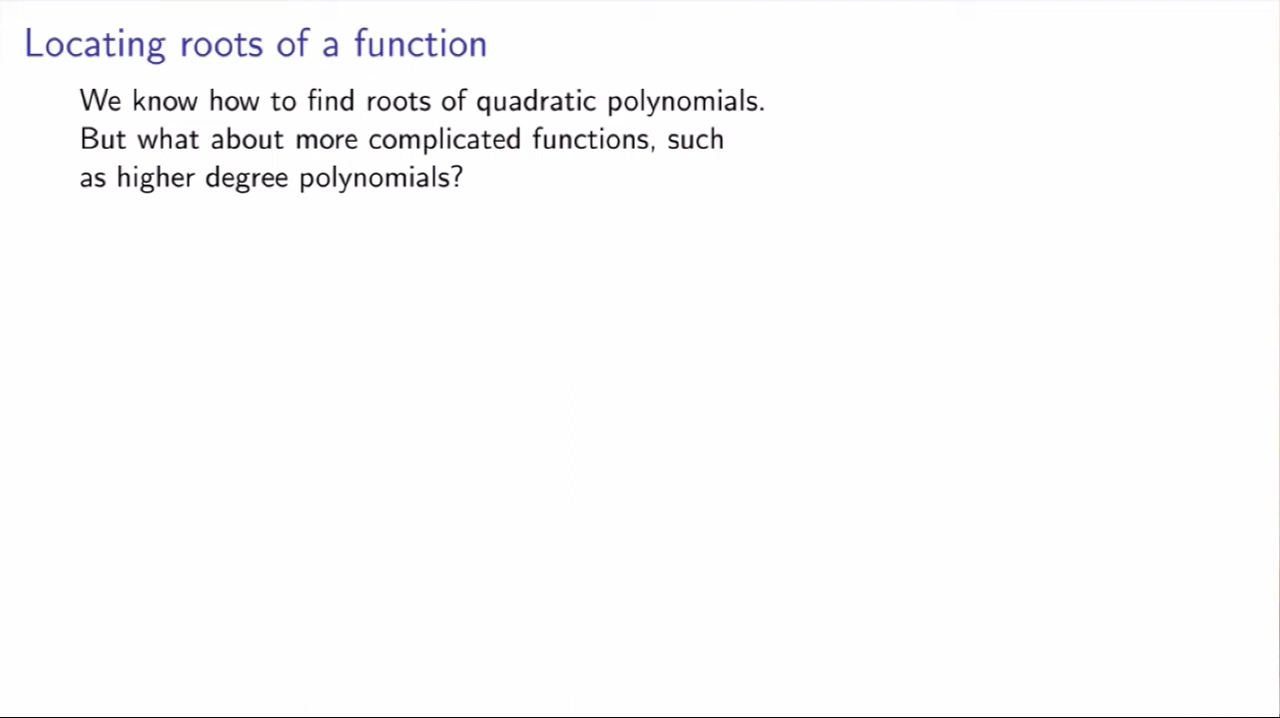 Locating roots of a function
We know how to find roots of quadratic polynomials.
But what about more complicated functions, such
as higher degree polynomials?